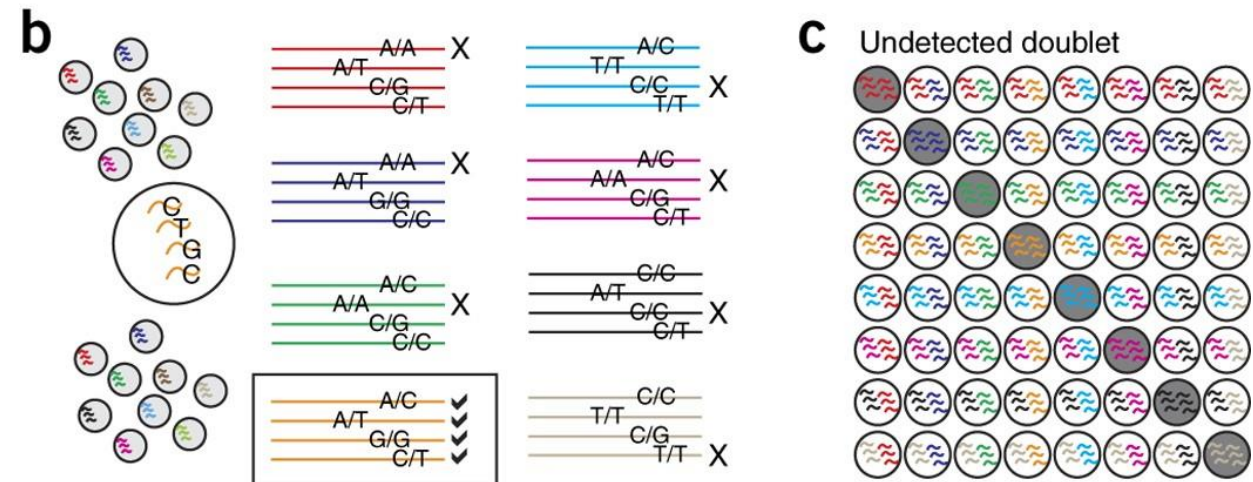 b
C
T
G
C
A/A X
A/T
C/G
C/T
A/A X
A/T
G/G
C/C
A/C
A/A X
C/G
C/C
A/C
A/T
G/G
C/T
A/C
T/T
C/C X
T/T
A/C
A/A X
C/G
C/T
C/C
A/T
C/C X
C/T
C/C
T/T
C/G
T/T X
c Undetected doublet